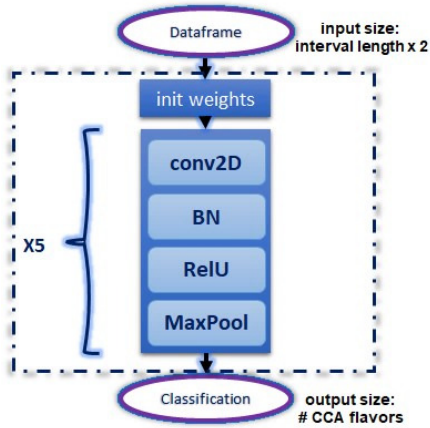 Dataframe
input size:
interval length x 2
init weights
conv2D
BN
X5
RelU
MaxPool
Classification
output size:
# CCA flavors